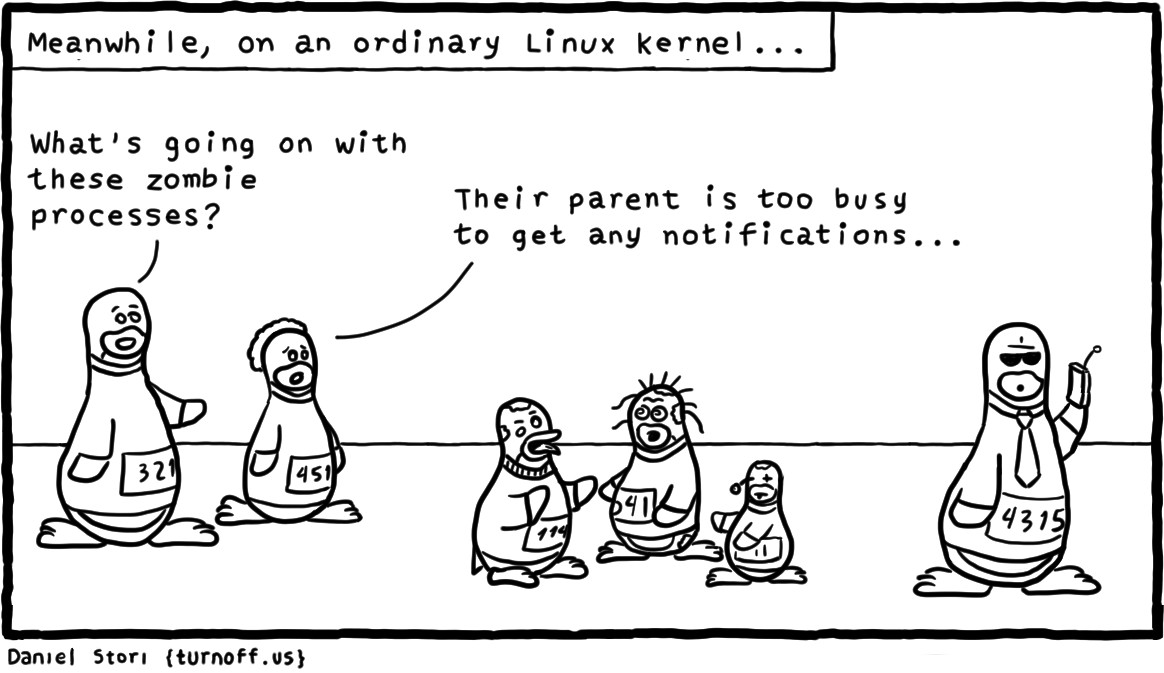 Meanwhile, on an ordinary Linux kernel...
What's going on with
these zombie
processes?
Their parent is too busy
to get any notifications...
321
451
114
41
11
4315
Daniel Stori {turnoff.us}